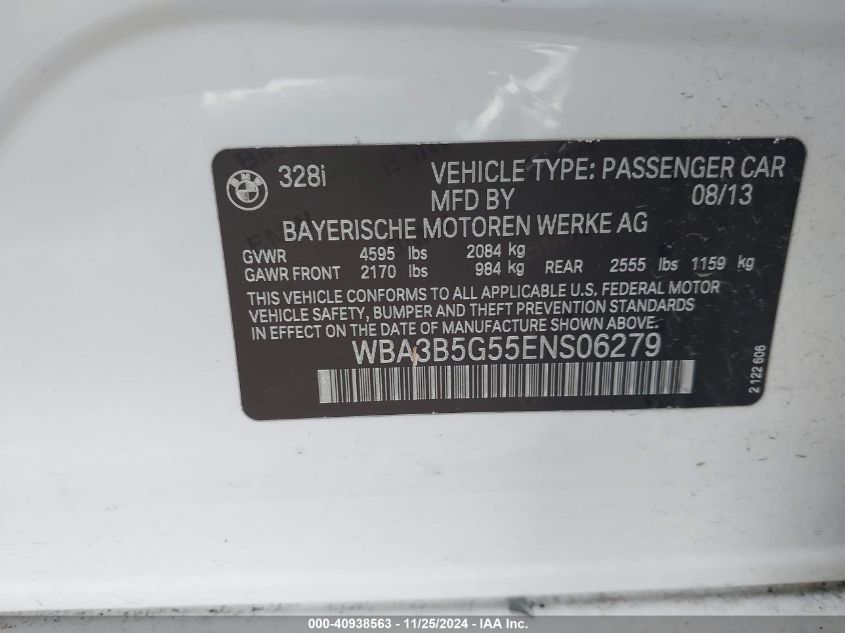 BMW
328i VEHICLE TYPE: PASSENGER CAR
MFD BY 08/13
BAYERISCHE MOTOREN WERKE AG
GVWR 4595 lbs 2084 kg
GAWR FRONT 2170 lbs 984 kg REAR 2555 lbs 1159 kg
THIS VEHICLE CONFORMS TO ALL APPLICABLE U.S. FEDERAL MOTOR
VEHICLE SAFETY, BUMPER AND THEFT PREVENTION STANDARDS
IN EFFECT ON THE DATE OF MANUFACTURE SHOWN ABOVE.
WBA3B5G55ENS06279
2 122 606
000-40938563 - 11/25/2024 - IAA Inc.